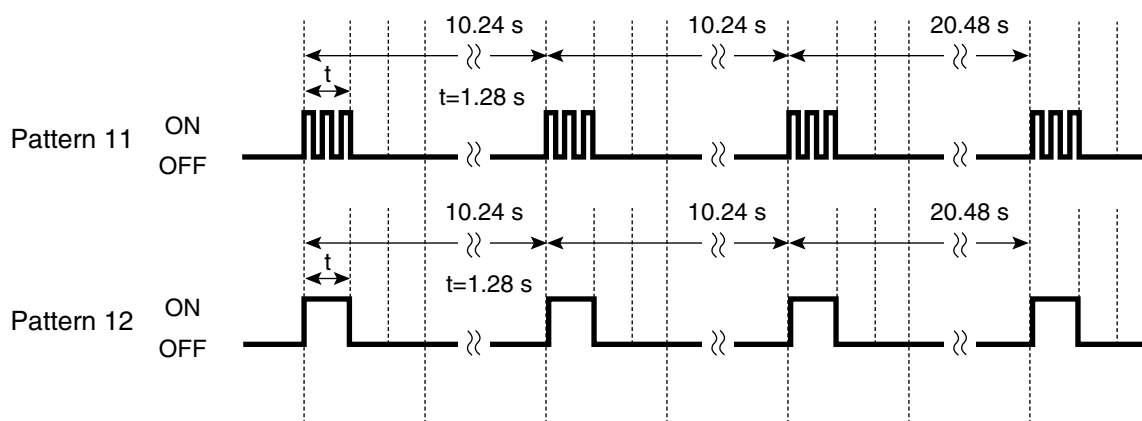 10.24 s 10.24 s 20.48 s
t
t=1.28 s
Pattern 11 ON
OFF
10.24 s 10.24 s 20.48 s
t
t=1.28 s
Pattern 12 ON
OFF